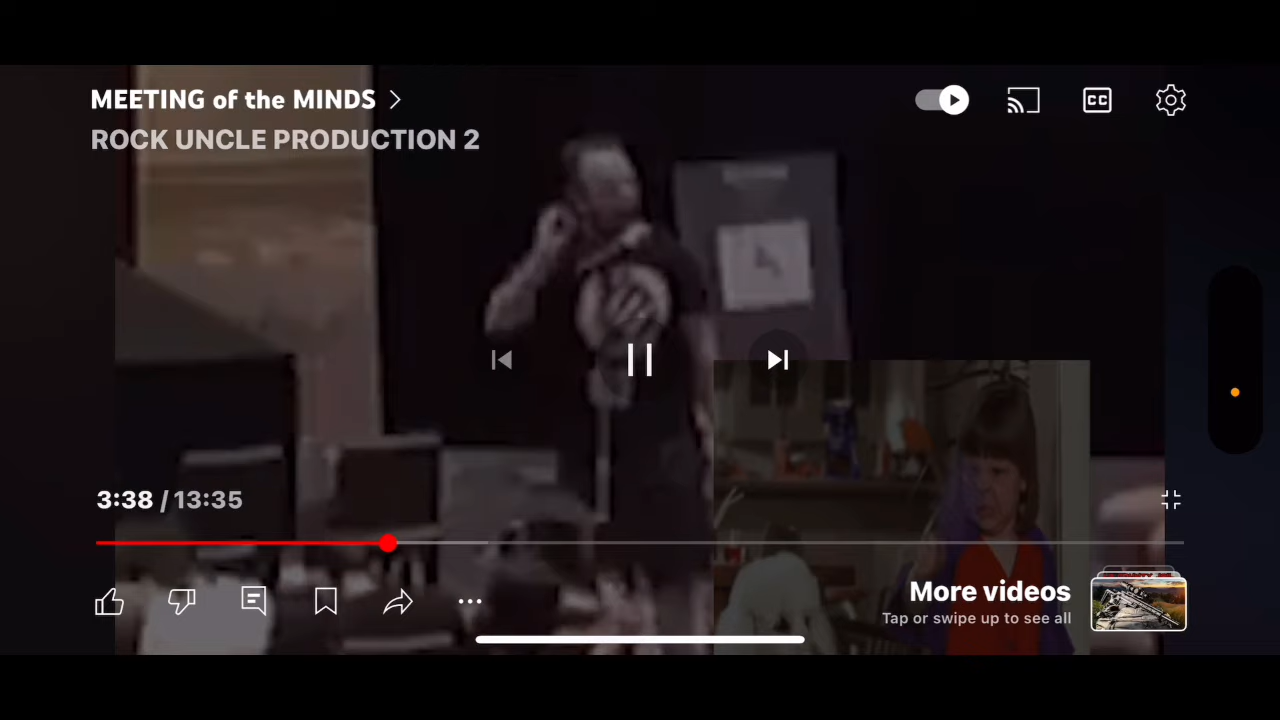 MEETING of the MINDS
ROCK UNCLE PRODUCTION 2
CC
3:38 / 13:35
More videos
Tap or swipe up to see all